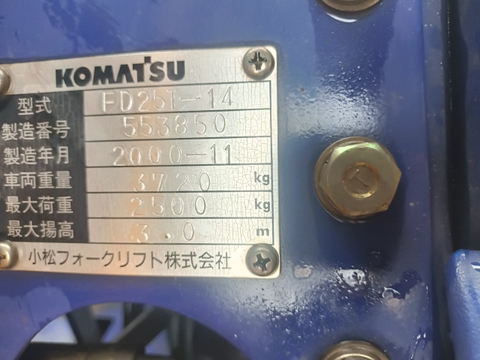 KOMATSU
型式 FD25T-14
製造番号 553850
製造年月 2000-11
車両重量 3720 kg
最大荷重 2500 kg
最大揚高 3.0 m
小松フォークリフト株式会社